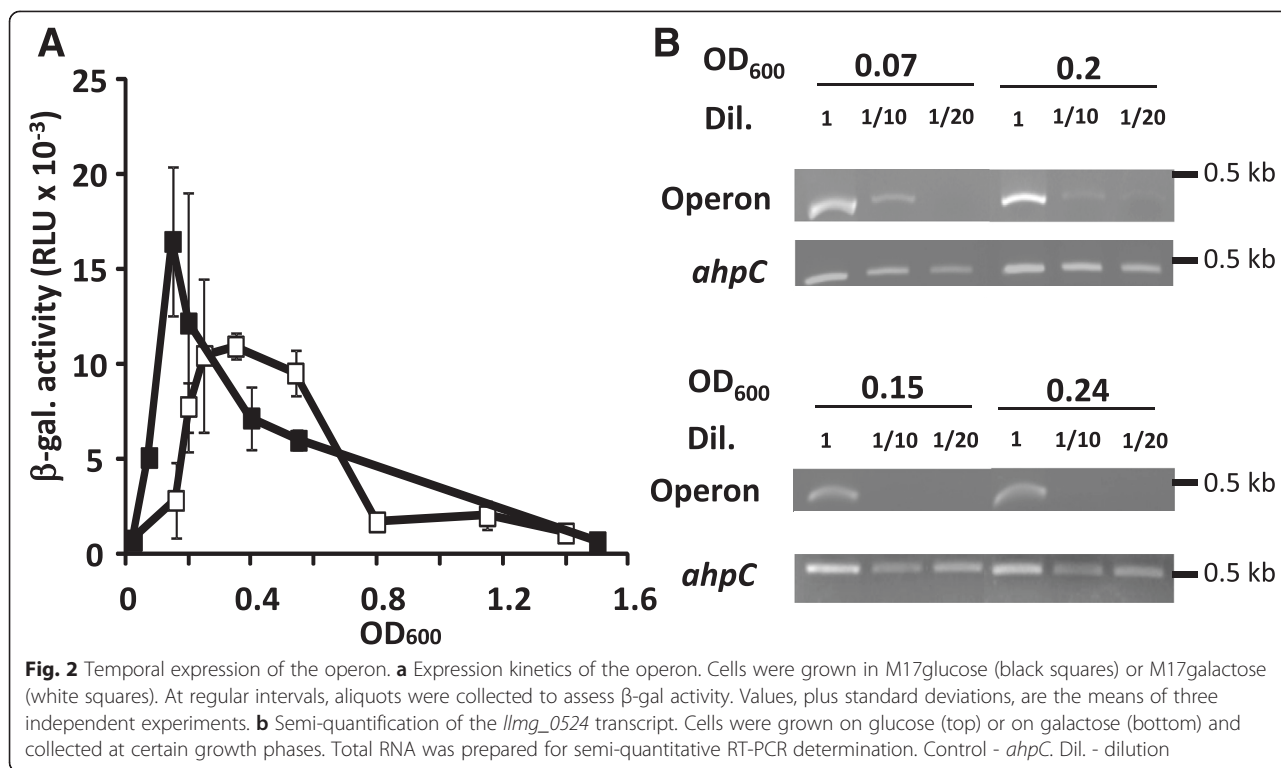 A
β-gal. activity (RLU x 10⁻³)
25
20
15
10
5
0
0 0.4 0.8 1.2 1.6
OD₆₀₀
B
OD₆₀₀ 0.07 0.2
Dil. 1 1/10 1/20 1 1/10 1/20
Operon 0.5 kb
ahpC 0.5 kb
OD₆₀₀ 0.15 0.24
Dil. 1 1/10 1/20 1 1/10 1/20
Operon 0.5 kb
ahpC 0.5 kb
Fig. 2 Temporal expression of the operon. a Expression kinetics of the operon. Cells were grown in M17glucose (black squares) or M17galactose
(white squares). At regular intervals, aliquots were collected to assess β-gal activity. Values, plus standard deviations, are the means of three
independent experiments. b Semi-quantification of the llmg_0524 transcript. Cells were grown on glucose (top) or on galactose (bottom) and
collected at certain growth phases. Total RNA was prepared for semi-quantitative RT-PCR determination. Control - ahpC. Dil. - dilution